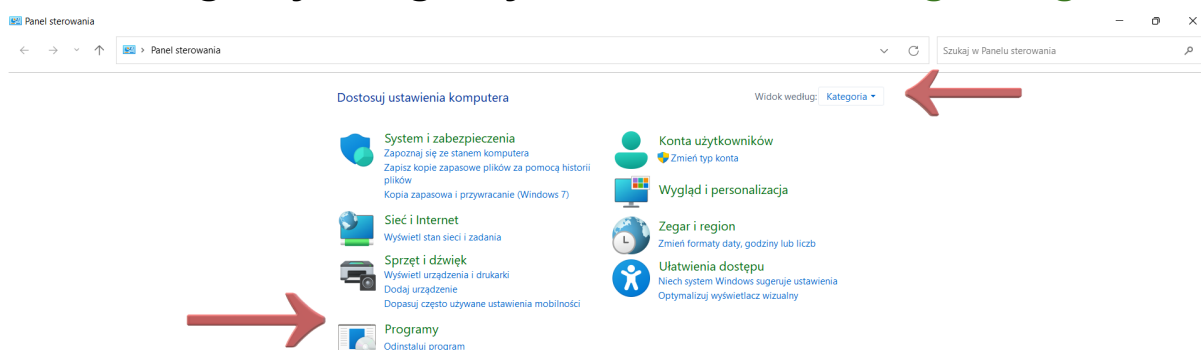 Panel sterowania
Panel sterowania
Szukaj w Panelu sterowania
Dostosuj ustawienia komputera
Widok według: Kategoria
System i zabezpieczenia
Zapoznaj się ze stanem komputera
Zapisz kopie zapasowe plików za pomocą historii
plików
Kopia zapasowa i przywracanie (Windows 7)
Sieć i Internet
Wyświetl stan sieci i zadania
Sprzęt i dźwięk
Wyświetl urządzenia i drukarki
Dodaj urządzenie
Dopasuj często używane ustawienia mobilności
Programy
Odinstaluj program
Konta użytkowników
Zmień typ konta
Wygląd i personalizacja
Zegar i region
Zmień formaty daty, godziny lub liczb
Ułatwienia dostępu
Niech system Windows sugeruje ustawienia
Optymalizuj wyświetlacz wizualny